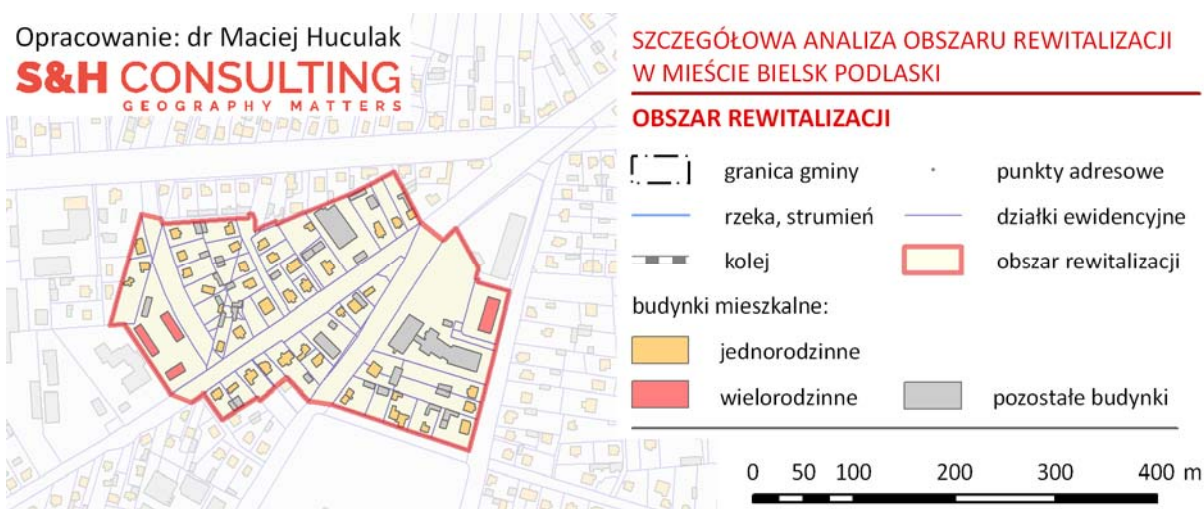 Opracowanie: dr Maciej Huculak
S&H CONSULTING
GEOGRAPHY MATTERS
SZCZEGÓŁOWA ANALIZA OBSZARU REWITALIZACJI
W MIEŚCIE BIELSK PODLASKI
OBSZAR REWITALIZACJI
granica gminy
punkty adresowe
rzeka, strumień
działki ewidencyjne
kolej
obszar rewitalizacji
budynki mieszkalne:
jednorodzinne
wielorodzinne
pozostałe budynki
0 50 100 200 300 400 m